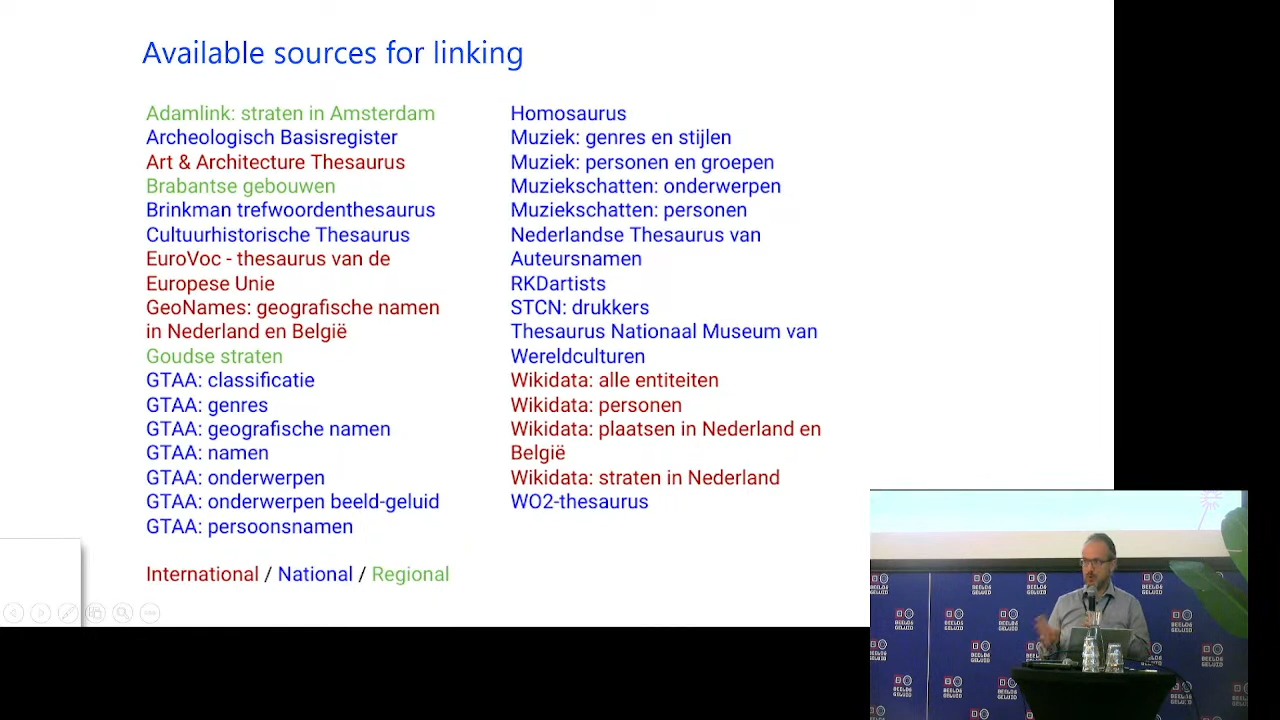 Available sources for linking
Adamlink: straten in Amsterdam
Archeologisch Basisregister
Art & Architecture Thesaurus
Brabantse gebouwen
Brinkman trefwoordenthesaurus
Cultuurhistorische Thesaurus
EuroVoc - thesaurus van de
Europese Unie
GeoNames: geografische namen
in Nederland en België
Goudse straten
GTAA: classificatie
GTAA: genres
GTAA: geografische namen
GTAA: namen
GTAA: onderwerpen
GTAA: onderwerpen beeld-geluid
GTAA: persoonsnamen
International / National / Regional
Homosaurus
Muziek: genres en stijlen
Muziek: personen en groepen
Muziekschatten: onderwerpen
Muziekschatten: personen
Nederlandse Thesaurus van
Auteursnamen
RKDartists
STCN: drukkers
Thesaurus Nationaal Museum van
Wereldculturen
Wikidata: alle entiteiten
Wikidata: personen
Wikidata: plaatsen in Nederland en
België
Wikidata: straten in Nederland
WO2-thesaurus
BEELD&
GELUID